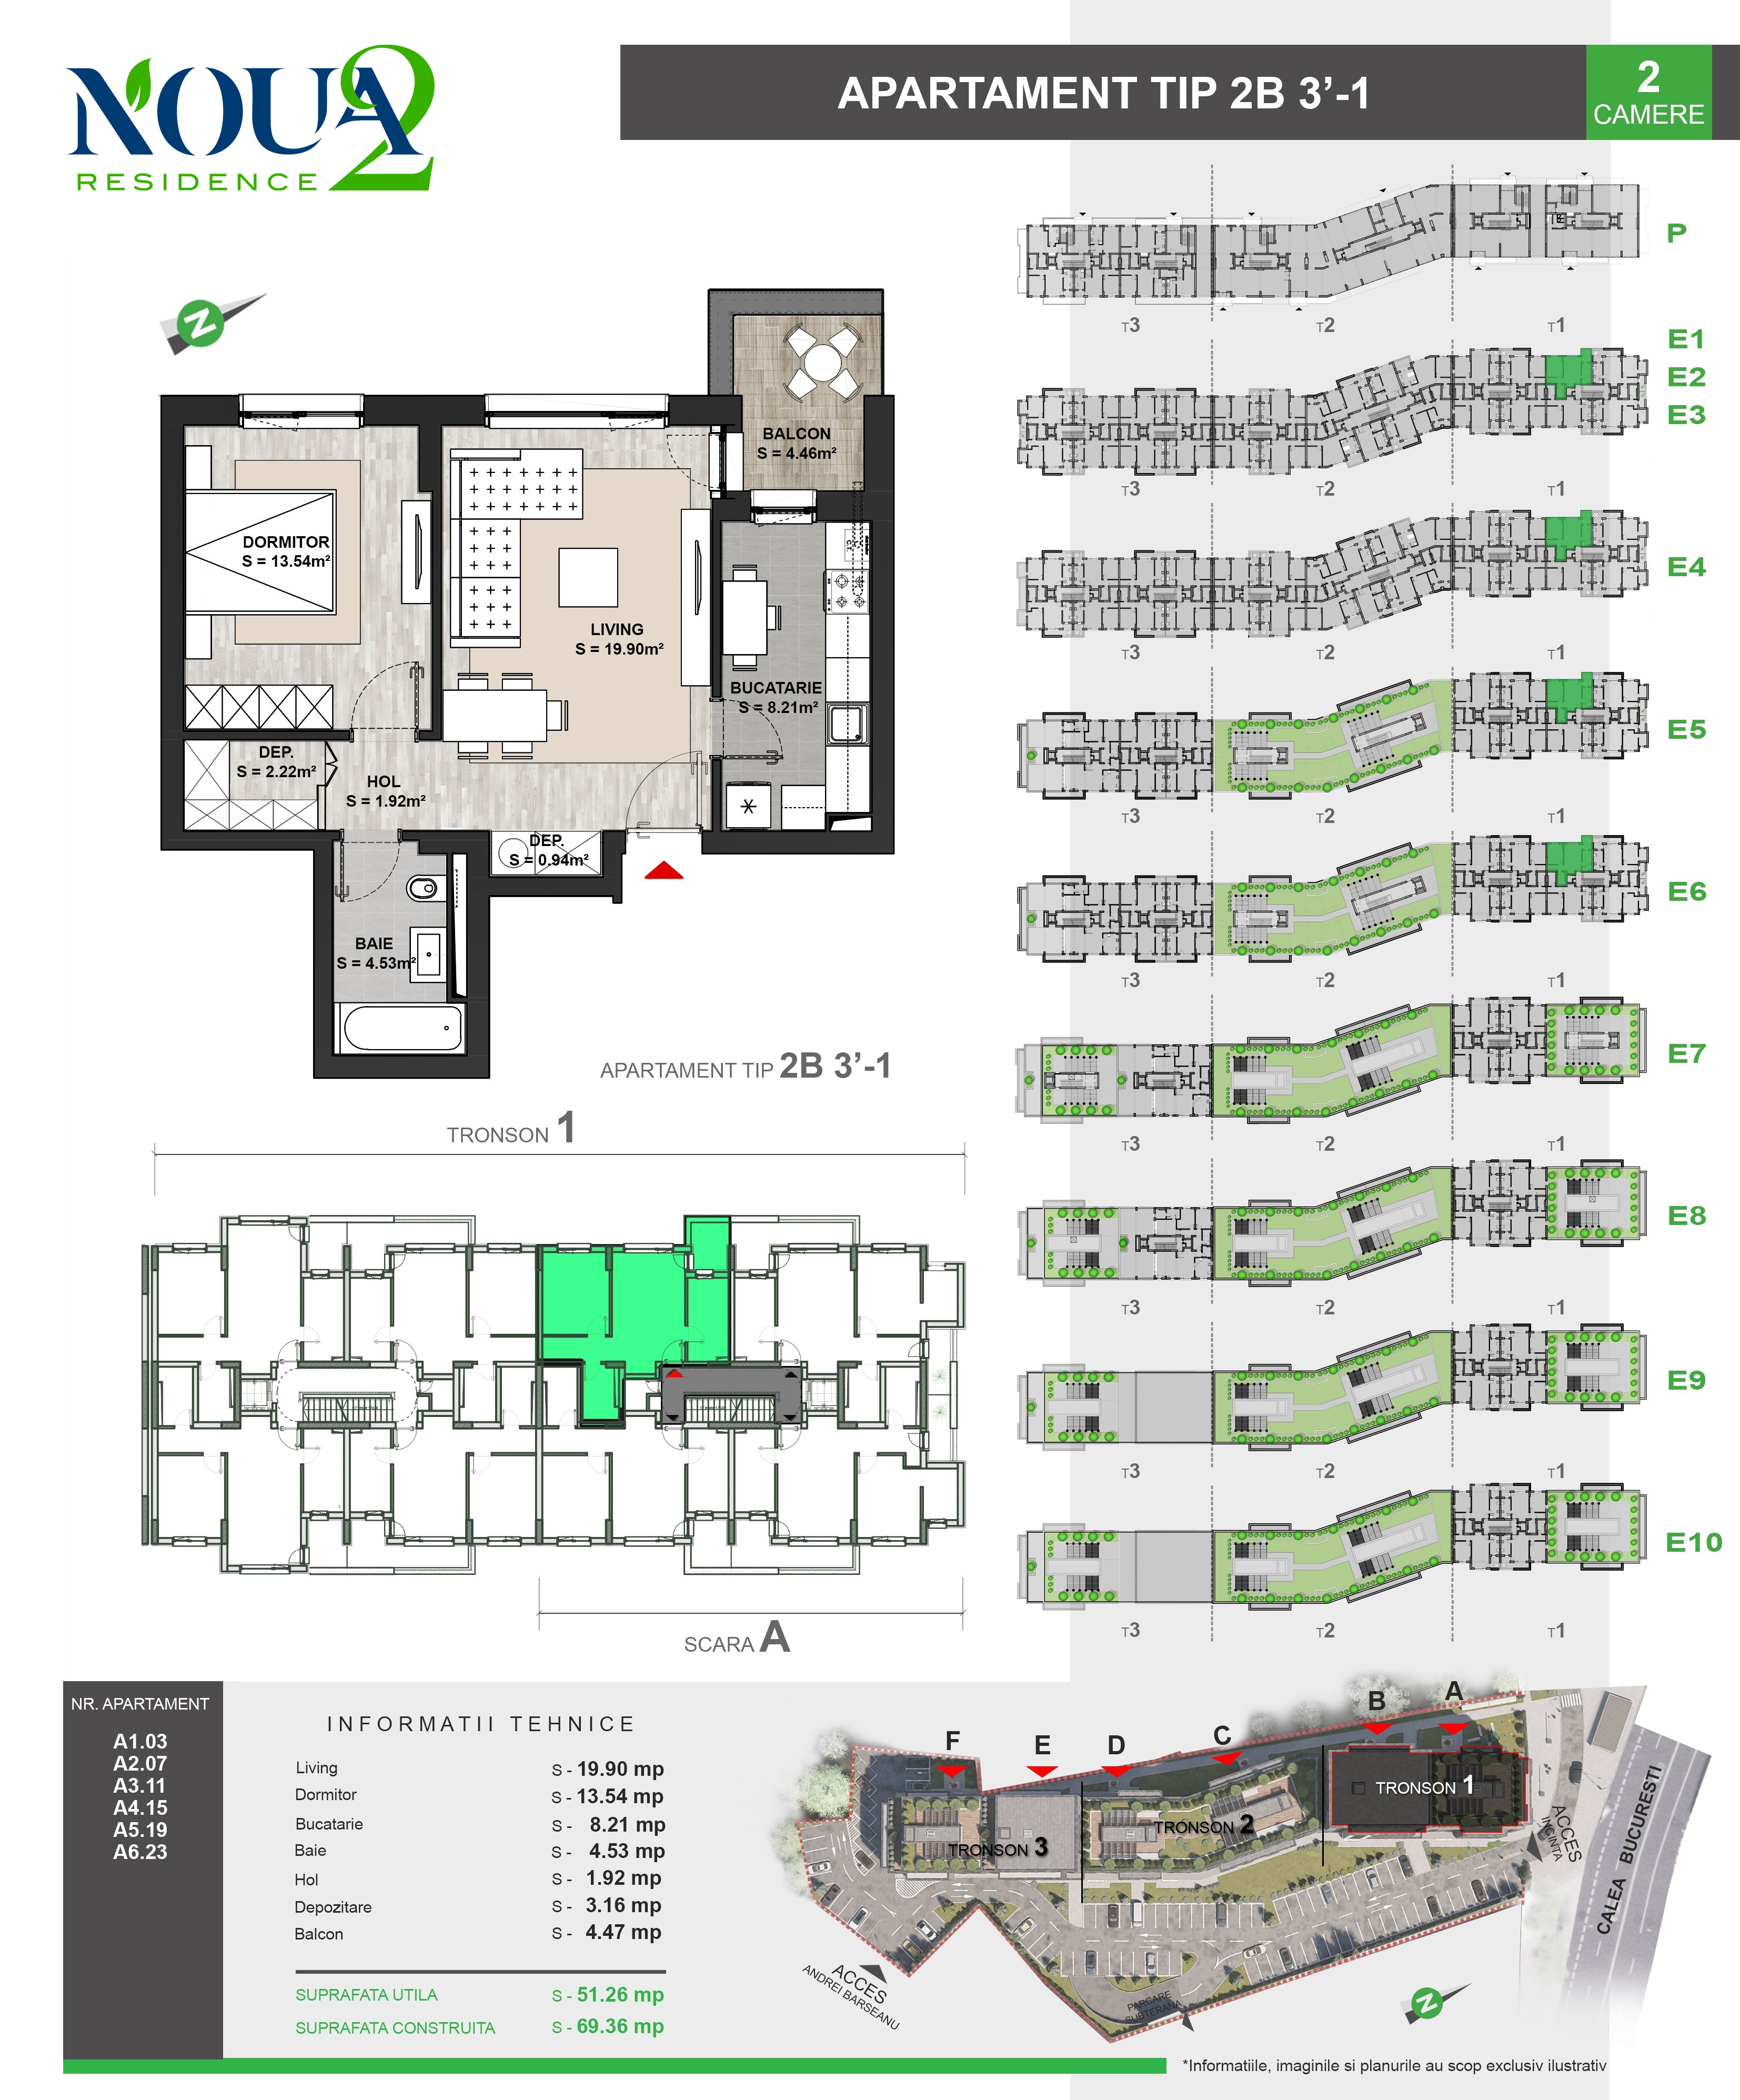 NOUA 2
RESIDENCE
APARTAMENT TIP 2B 3’-1
2
CAMERE
N
BALCON
S = 4.46m²
DORMITOR
S = 13.54m²
LIVING
S = 19.90m²
BUCATARIE
S = 8.21m²
DEP.
S = 2.22m²
HOL
S = 1.92m²
DEP.
S = 0.94m²
BAIE
S = 4.53m²
APARTAMENT TIP 2B 3’-1
TRONSON 1
SCARA A
P
T3 T2 T1
E1
E2
E3
T3 T2 T1
E4
T3 T2 T1
E5
T3 T2 T1
E6
T3 T2 T1
E7
T3 T2 T1
E8
T3 T2 T1
E9
T3 T2 T1
E10
T3 T2 T1
NR. APARTAMENT
A1.03
A2.07
A3.11
A4.15
A5.19
A6.23
INFORMATII TEHNICE
Living S - 19.90 mp
Dormitor S - 13.54 mp
Bucatarie S - 8.21 mp
Baie S - 4.53 mp
Hol S - 1.92 mp
Depozitare S - 3.16 mp
Balcon S - 4.47 mp
SUPRAFATA UTILA S - 51.26 mp
SUPRAFATA CONSTRUITA S - 69.36 mp
F E D C B A
TRONSON 3
TRONSON 2
TRONSON 1
ACCES
INCINTA
CALEA BUCURESTI
ACCES
ANDREI BARSEANU
PARCARE
SUBTERANA
N
*Informatiile, imaginile si planurile au scop exclusiv ilustrativ